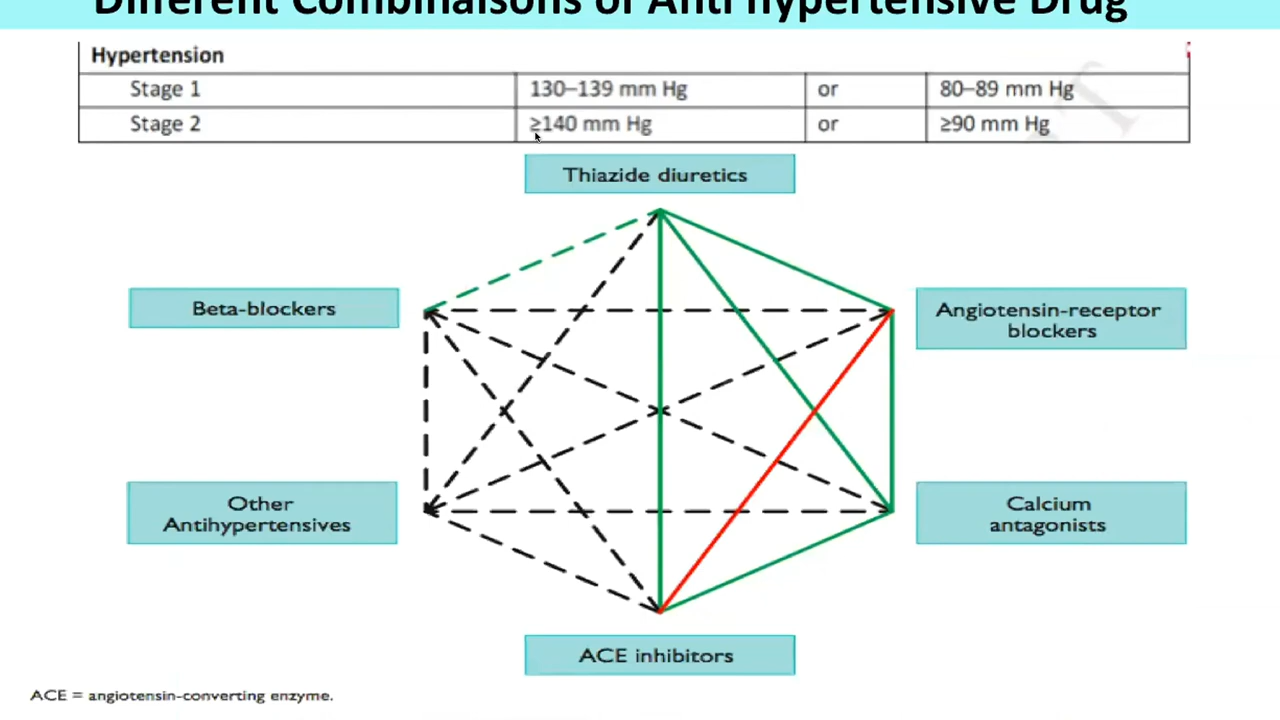 Different Combinaisons of Anti hypertensive Drug
Hypertension
Stage 1 130–139 mm Hg or 80–89 mm Hg
Stage 2 ≥140 mm Hg or ≥90 mm Hg
Thiazide diuretics
Beta-blockers
Angiotensin-receptor
blockers
Other
Antihypertensives
Calcium
antagonists
ACE inhibitors
ACE = angiotensin-converting enzyme.